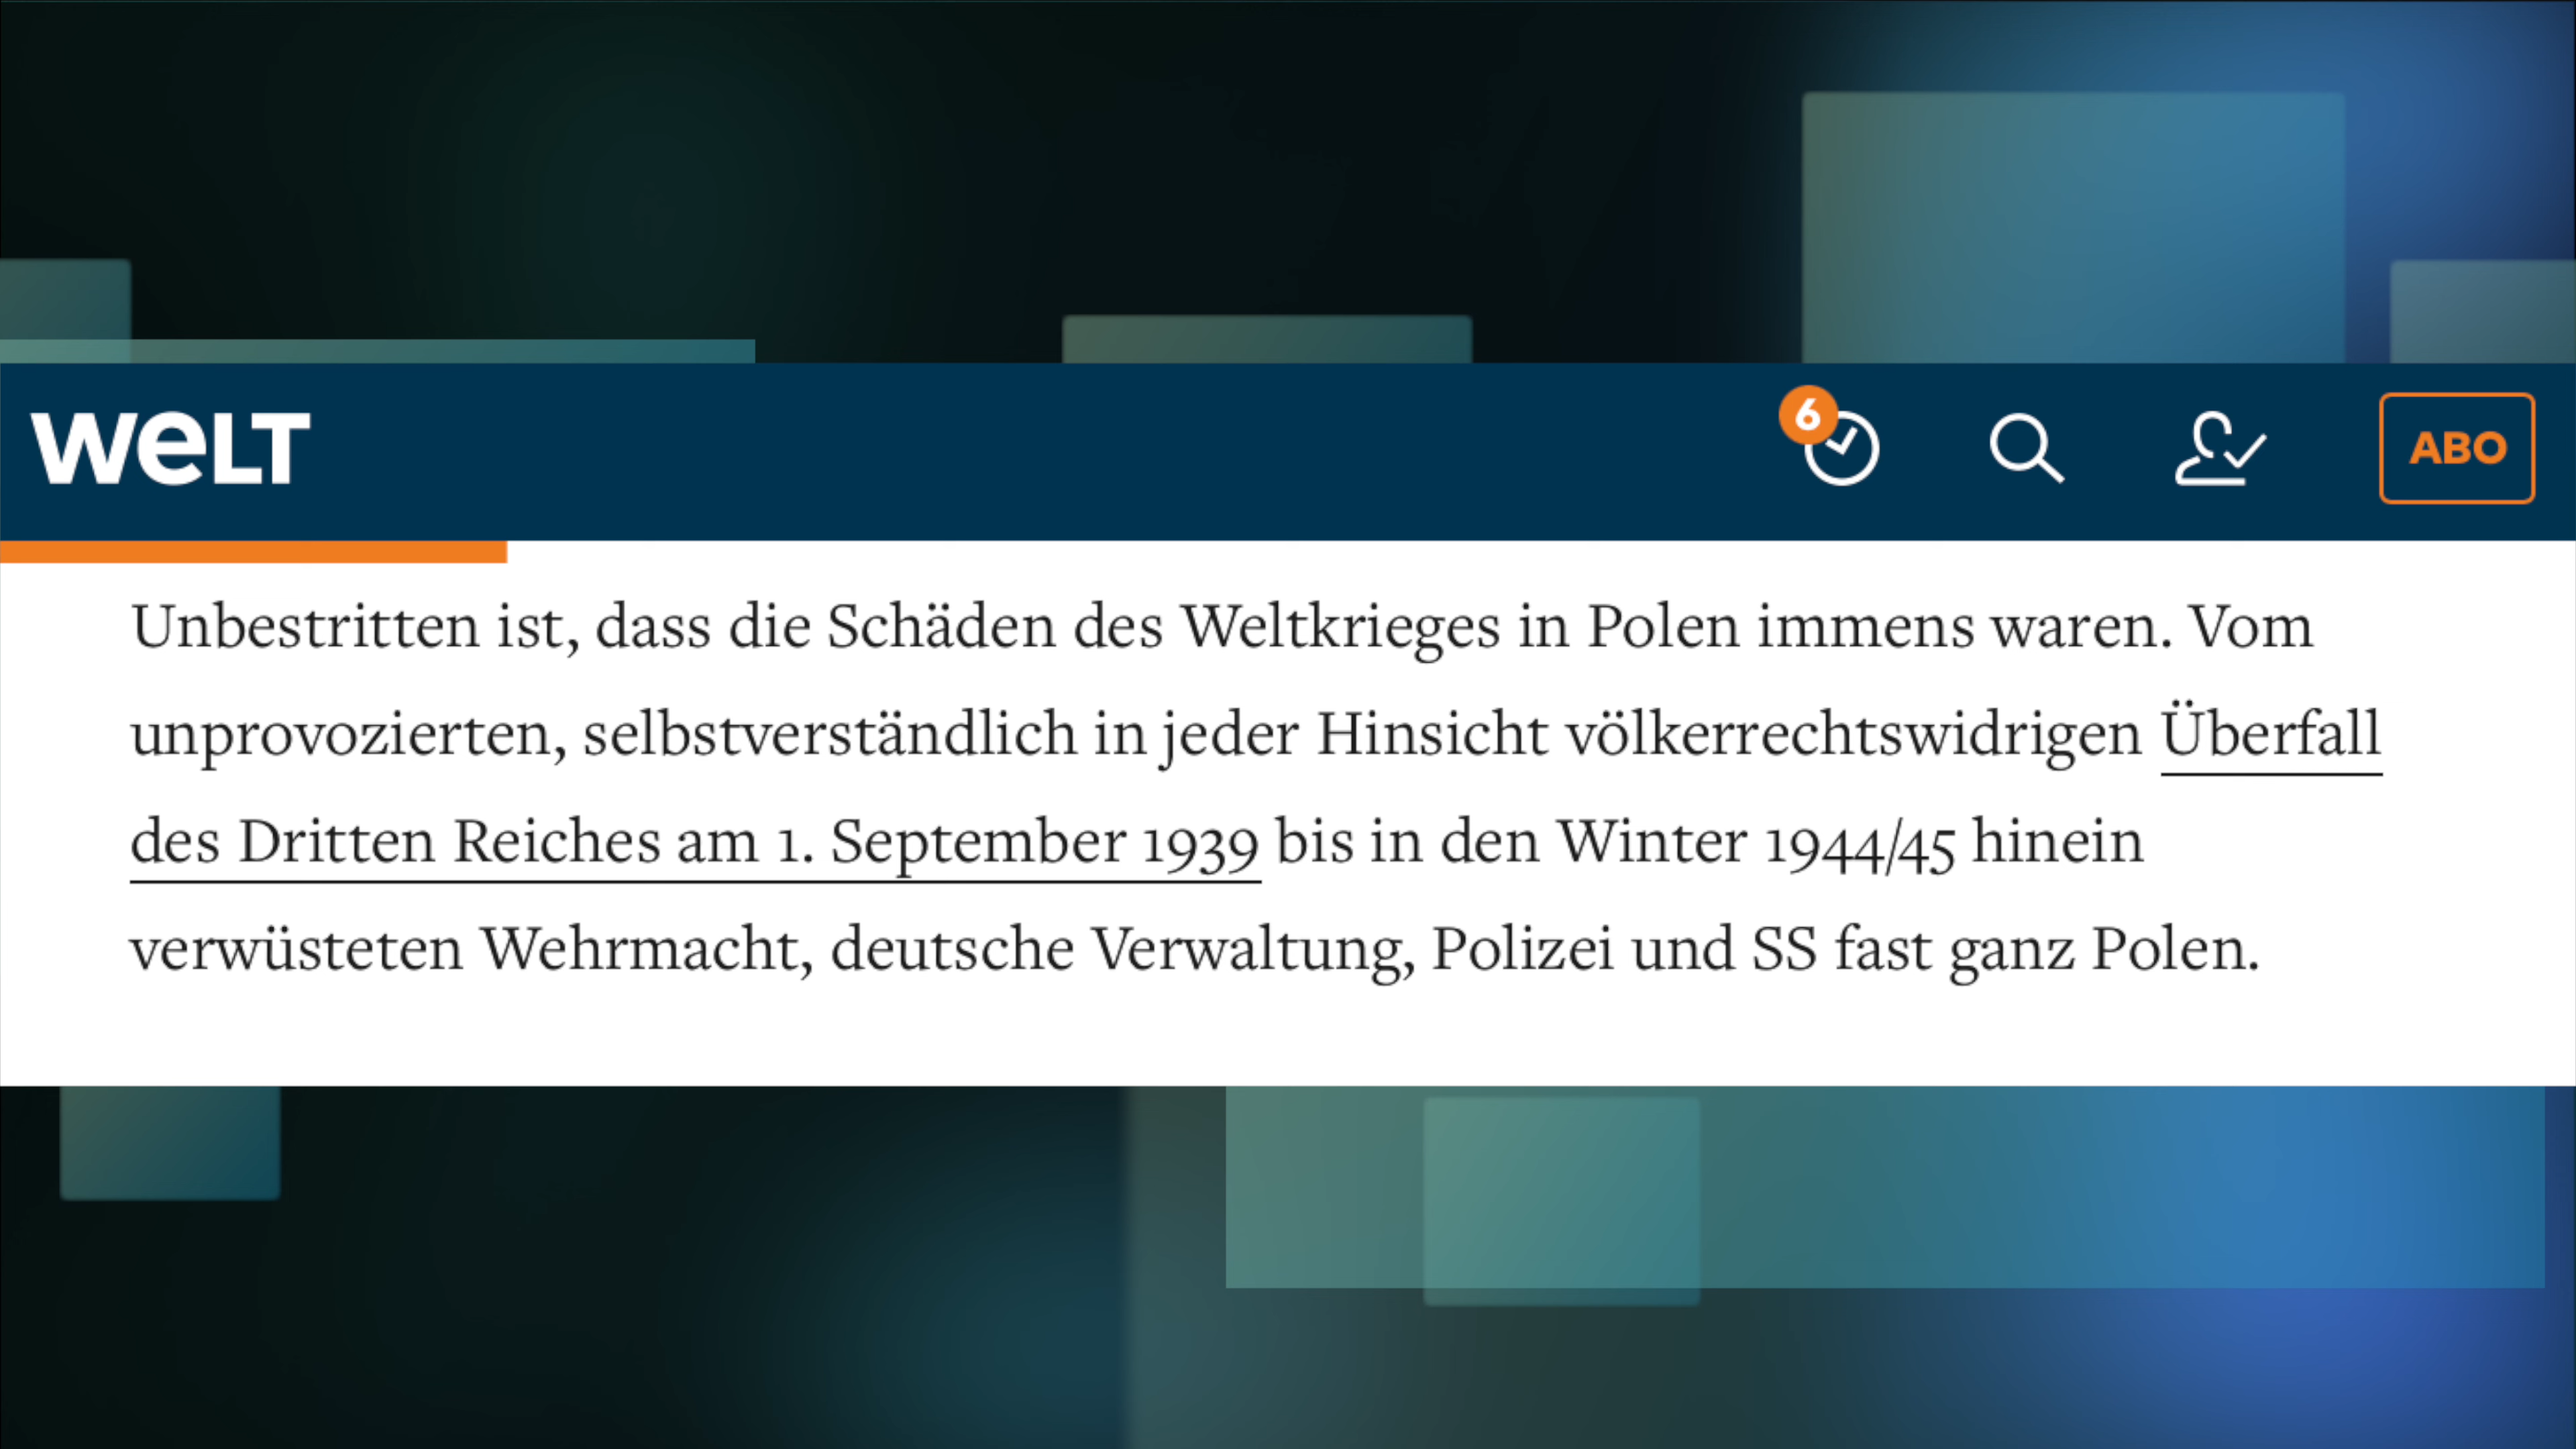 WELT
6
ABO
Unbestritten ist, dass die Schäden des Weltkrieges in Polen immens waren. Vom
unprovozierten, selbstverständlich in jeder Hinsicht völkerrechtswidrigen Überfall
des Dritten Reiches am 1. September 1939 bis in den Winter 1944/45 hinein
verwüsteten Wehrmacht, deutsche Verwaltung, Polizei und SS fast ganz Polen.